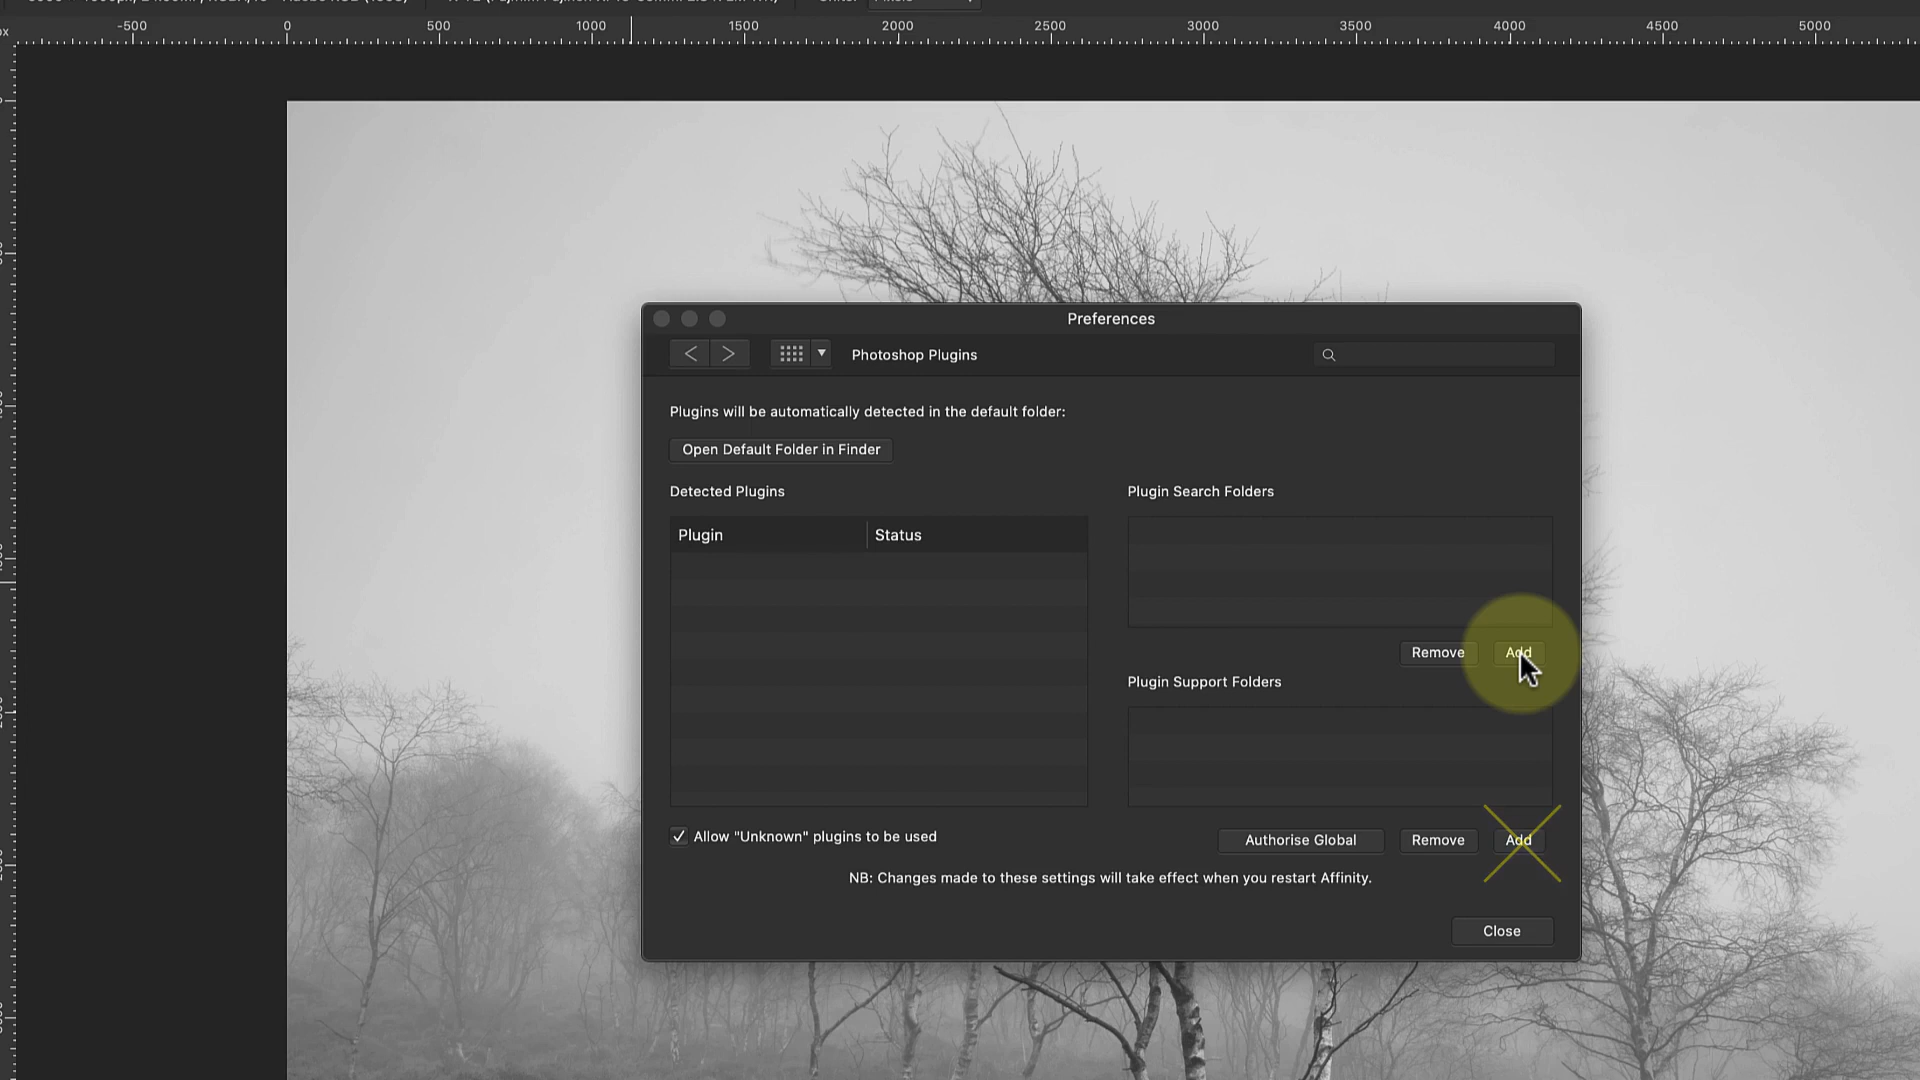 -500 0 500 1000 1500 2000 2500 3000 3500 4000 4500 5000
Preferences
Photoshop Plugins
Plugins will be automatically detected in the default folder:
Open Default Folder in Finder
Detected Plugins
Plugin Search Folders
Plugin Status
Remove Add
Plugin Support Folders
Allow "Unknown" plugins to be used
Authorise Global Remove Add
NB: Changes made to these settings will take effect when you restart Affinity.
Close